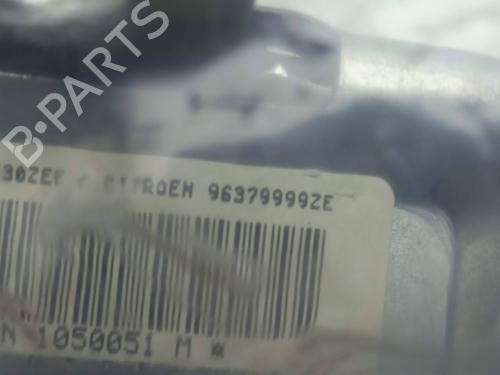 B-PARTS
30ZEE / CITROEN 96379999ZE
N 1050051 M *